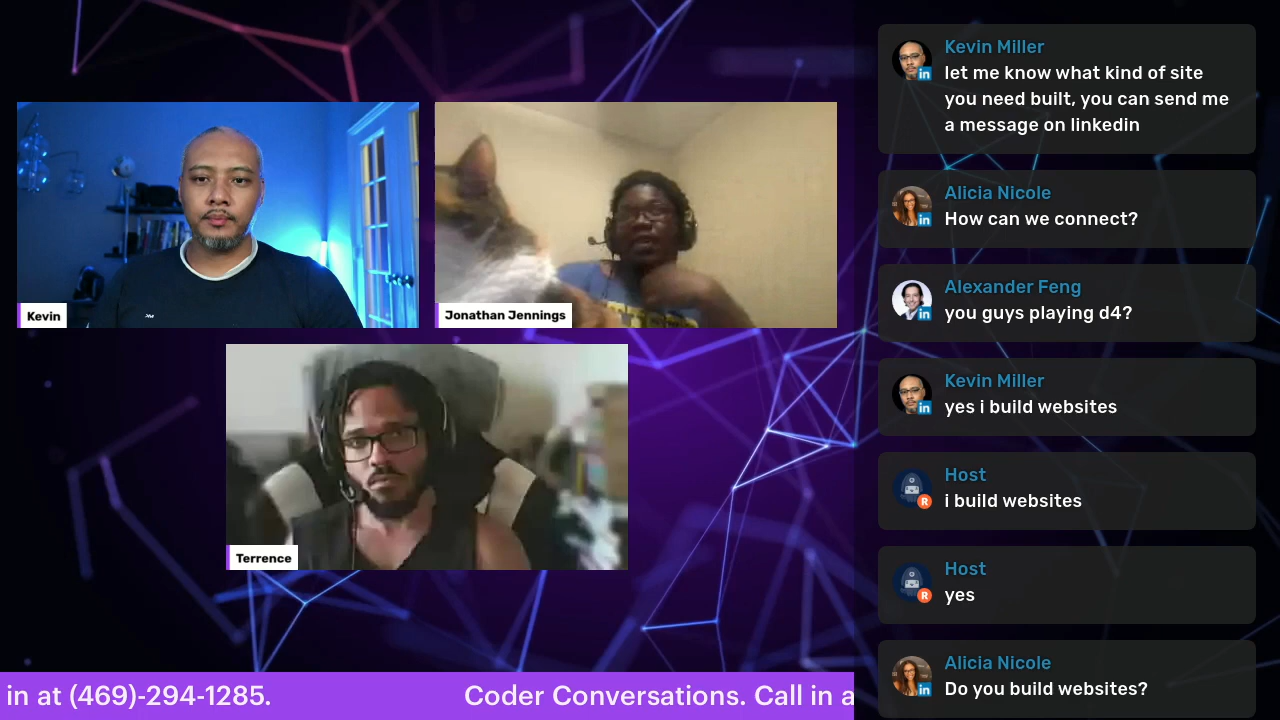 Kevin
Jonathan Jennings
Terrence
in at (469)-294-1285.
Coder Conversations. Call in a
Kevin Miller
let me know what kind of site
you need built, you can send me
a message on linkedin
Alicia Nicole
How can we connect?
Alexander Feng
you guys playing d4?
Kevin Miller
yes i build websites
Host
i build websites
Host
yes
Alicia Nicole
Do you build websites?